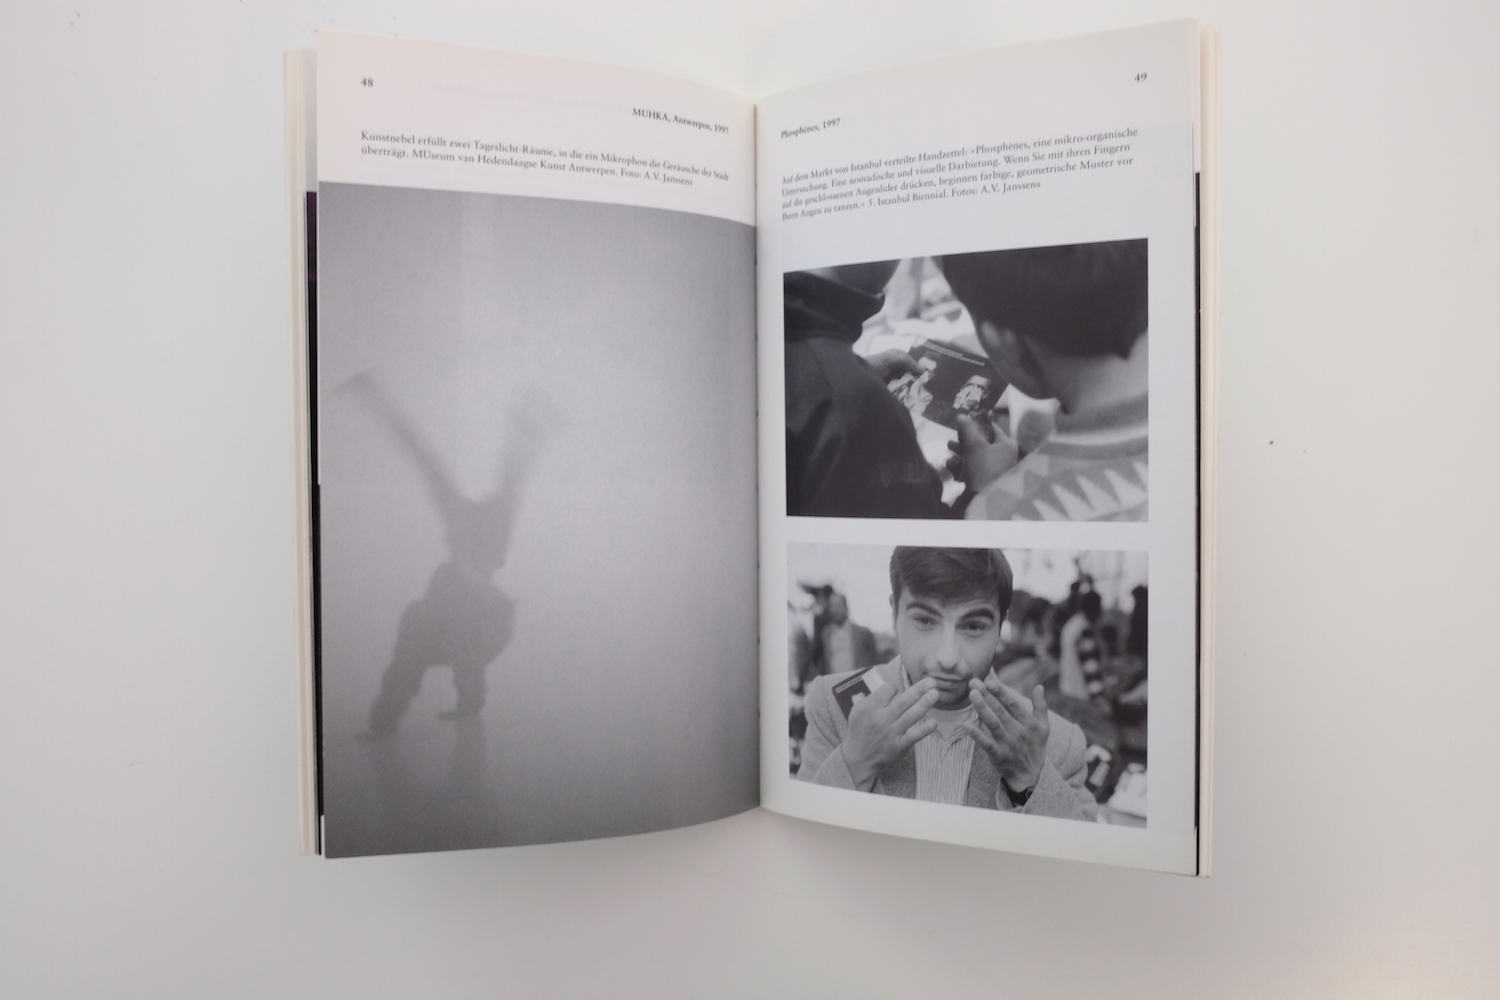 48
MUHKA, Antwerpen, 1997
Kunstnebel erfüllt zwei Tageslicht-Räume, in die ein Mikrophon die Geräusche der Stadt
überträgt. MUseum van Hedendaagse Kunst Antwerpen. Foto: A.V. Janssens
49
Phosphènes, 1997
Auf dem Markt von Istanbul verteilte Handzettel: «Phosphènes, eine mikro-organische
Untersuchung. Eine nomadische und visuelle Darbietung. Wenn Sie mit ihren Fingern
auf die geschlossenen Augenlider drücken, beginnen farbige, geometrische Muster vor
Ihren Augen zu tanzen.» 5. Istanbul Biennial. Fotos: A.V. Janssens